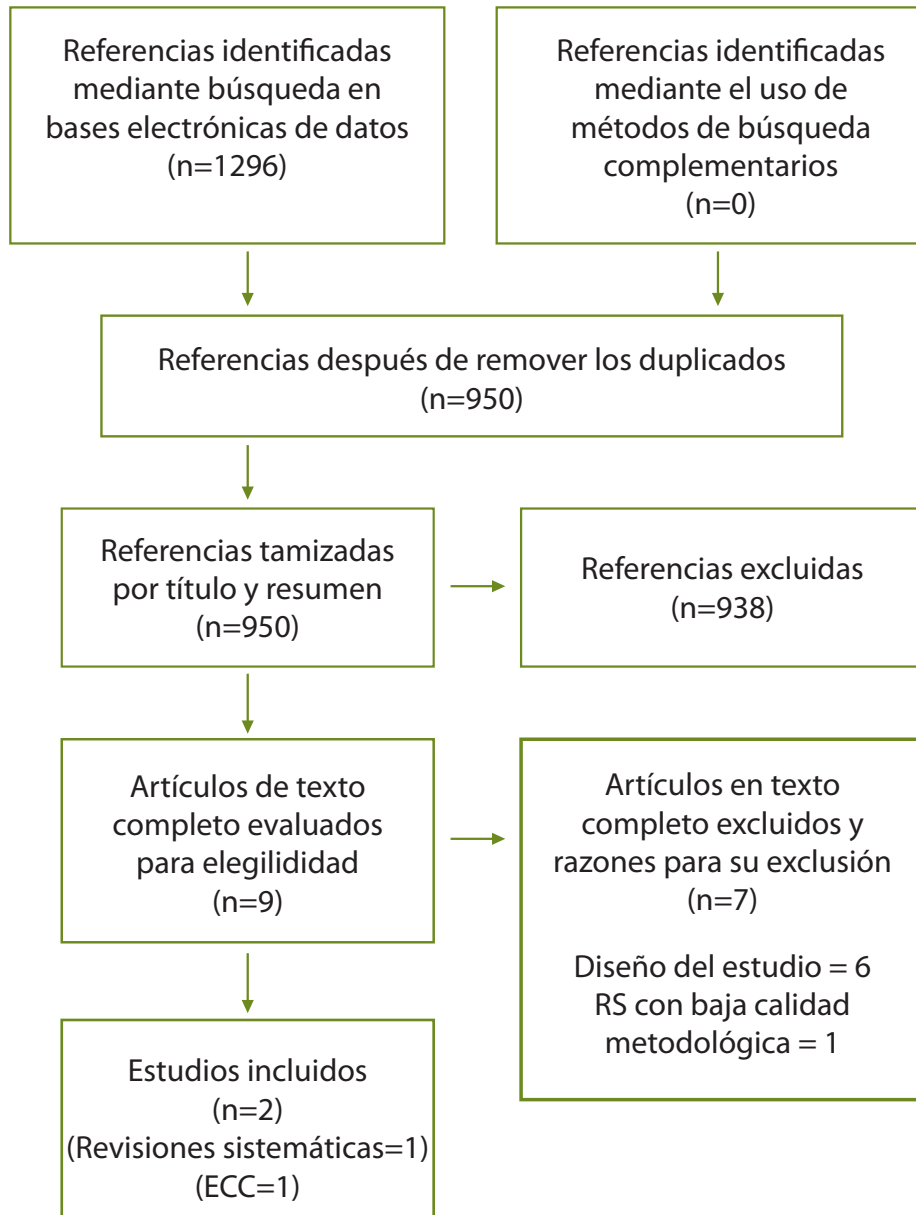 Referencias identificadas
mediante búsqueda en
bases electrónicas de datos
(n=1296)
Referencias identificadas
mediante el uso de
métodos de búsqueda
complementarios
(n=0)
Referencias después de remover los duplicados
(n=950)
Referencias tamizadas
por título y resumen
(n=950)
Referencias excluidas
(n=938)
Artículos de texto
completo evaluados
para elegilididad
(n=9)
Artículos en texto
completo excluidos y
razones para su exclusión
(n=7)
Diseño del estudio = 6
RS con baja calidad
metodológica = 1
Estudios incluidos
(n=2)
(Revisiones sistemáticas=1)
(ECC=1)